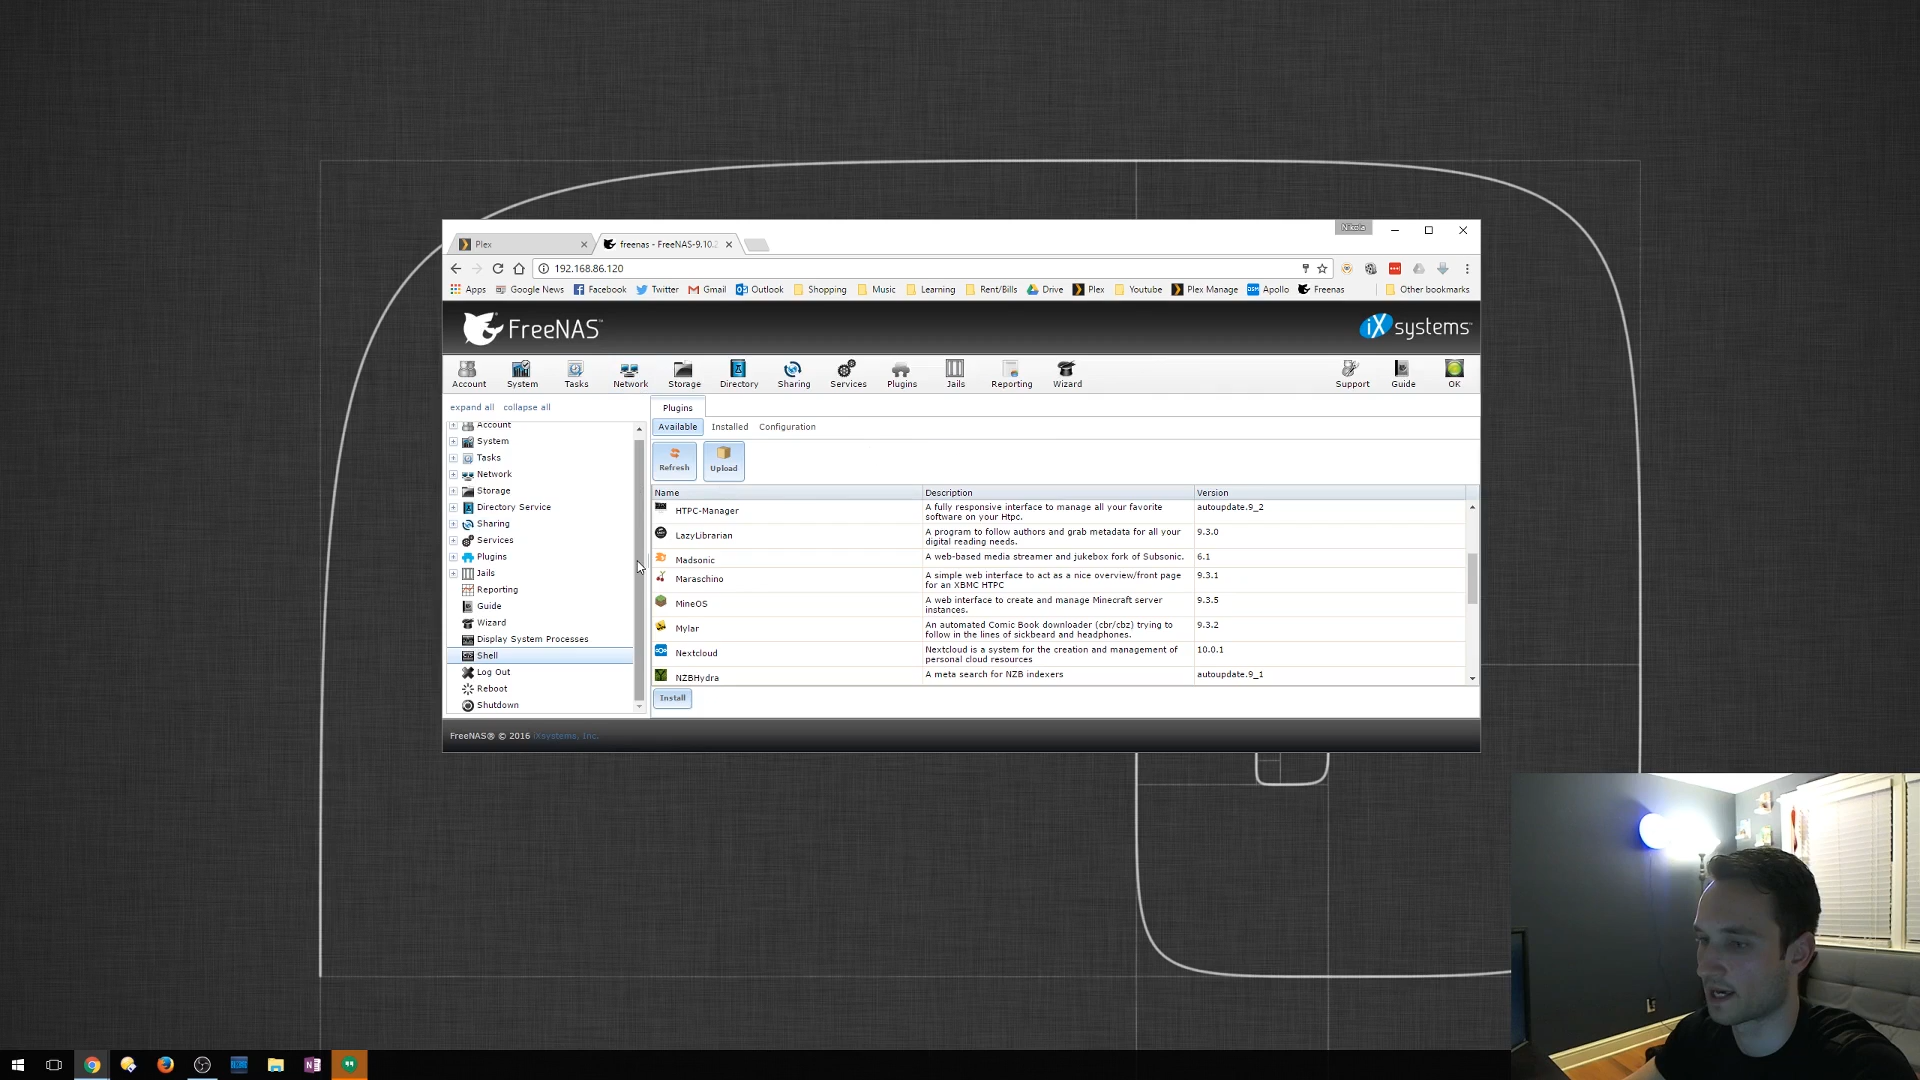 Nikola
Plex
freenas - FreeNAS-9.10.2
192.168.86.120
Apps Google News Facebook Twitter Gmail Outlook Shopping Music Learning Rent/Bills Drive Plex Youtube Plex Manage Apollo Freenas Other bookmarks
FreeNAS™
iXsystems
Account System Tasks Network Storage Directory Sharing Services Plugins Jails Reporting Wizard Support Guide OK
expand all collapse all
Account
System
Tasks
Network
Storage
Directory Service
Sharing
Services
Plugins
Jails
Reporting
Guide
Wizard
Display System Processes
Shell
Log Out
Reboot
Shutdown
Plugins
Available Installed Configuration
Refresh Upload
Name Description Version
HTPC-Manager A fully responsive interface to manage all your favorite autoupdate.9_2
software on your Htpc.
LazyLibrarian A program to follow authors and grab metadata for all your 9.3.0
digital reading needs.
Madsonic A web-based media streamer and jukebox fork of Subsonic. 6.1
Maraschino A simple web interface to act as a nice overview/front page 9.3.1
for an XBMC HTPC
MineOS A web interface to create and manage Minecraft server 9.3.5
instances.
Mylar An automated Comic Book downloader (cbr/cbz) trying to 9.3.2
follow in the lines of sickbeard and headphones.
Nextcloud Nextcloud is a system for the creation and management of 10.0.1
personal cloud resources
NZBHydra A meta search for NZB indexers autoupdate.9_1
Install
FreeNAS® © 2016 iXsystems, Inc.